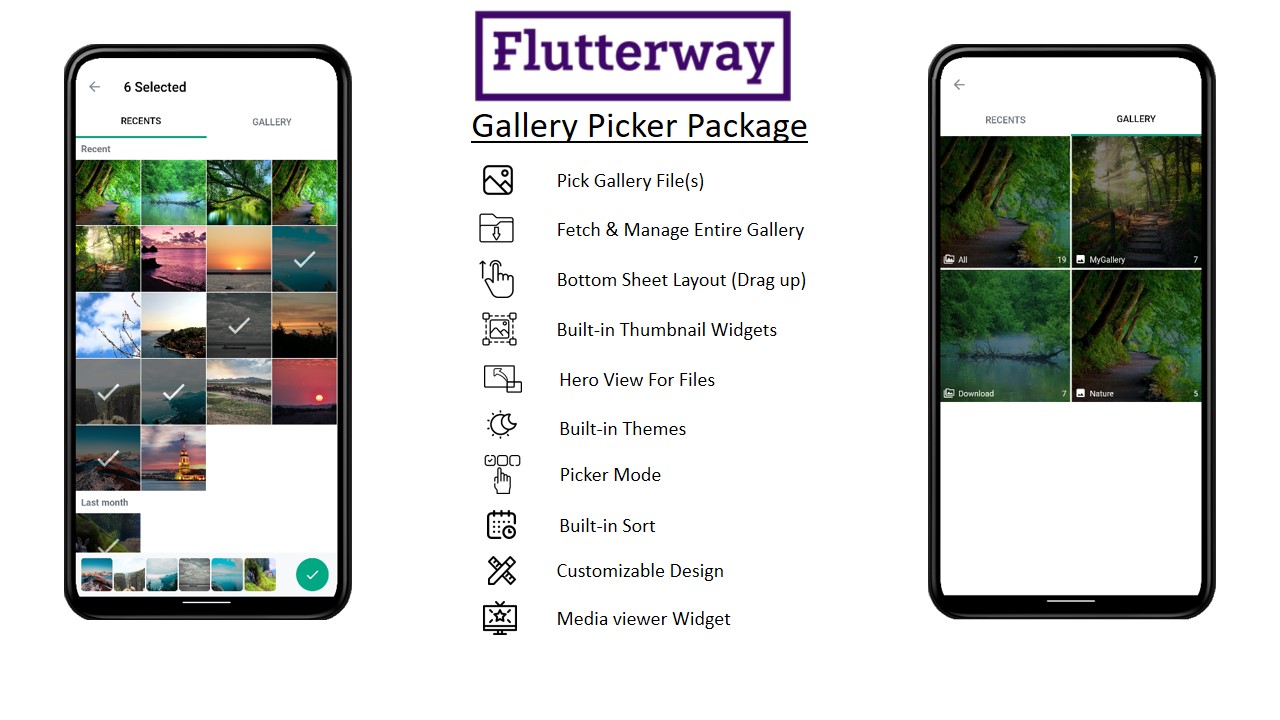 6 Selected
RECENTS
GALLERY
Recent
Last month
Flutterway
Gallery Picker Package
Pick Gallery File(s)
Fetch & Manage Entire Gallery
Bottom Sheet Layout (Drag up)
Built-in Thumbnail Widgets
Hero View For Files
Built-in Themes
Picker Mode
Built-in Sort
Customizable Design
Media viewer Widget
RECENTS
GALLERY
All 19
MyGallery 7
Download 7
Nature 5